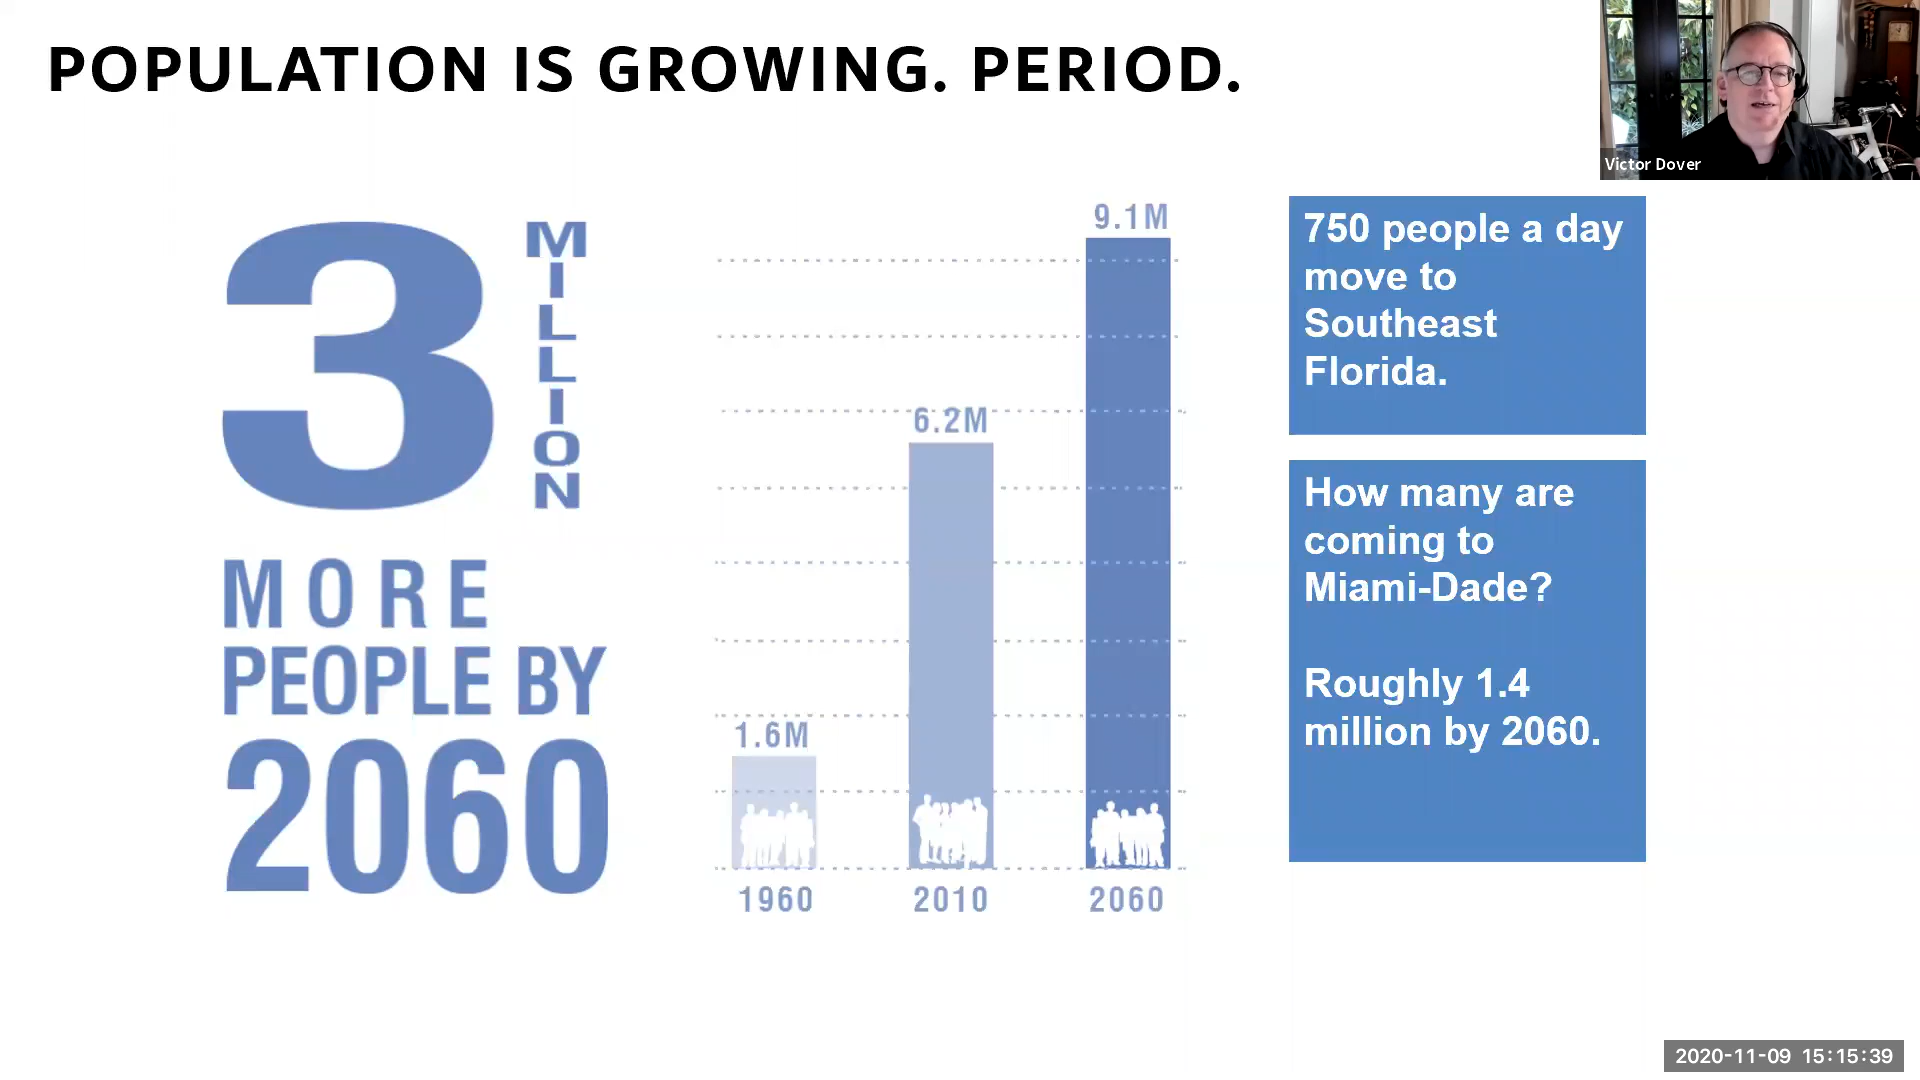 POPULATION IS GROWING. PERIOD.
Victor Dover
3 MILLION
MORE
PEOPLE BY
2060
9.1M
6.2M
1.6M
1960 2010 2060
750 people a day
move to
Southeast
Florida.
How many are
coming to
Miami-Dade?
Roughly 1.4
million by 2060.
2020-11-09 15:15:39